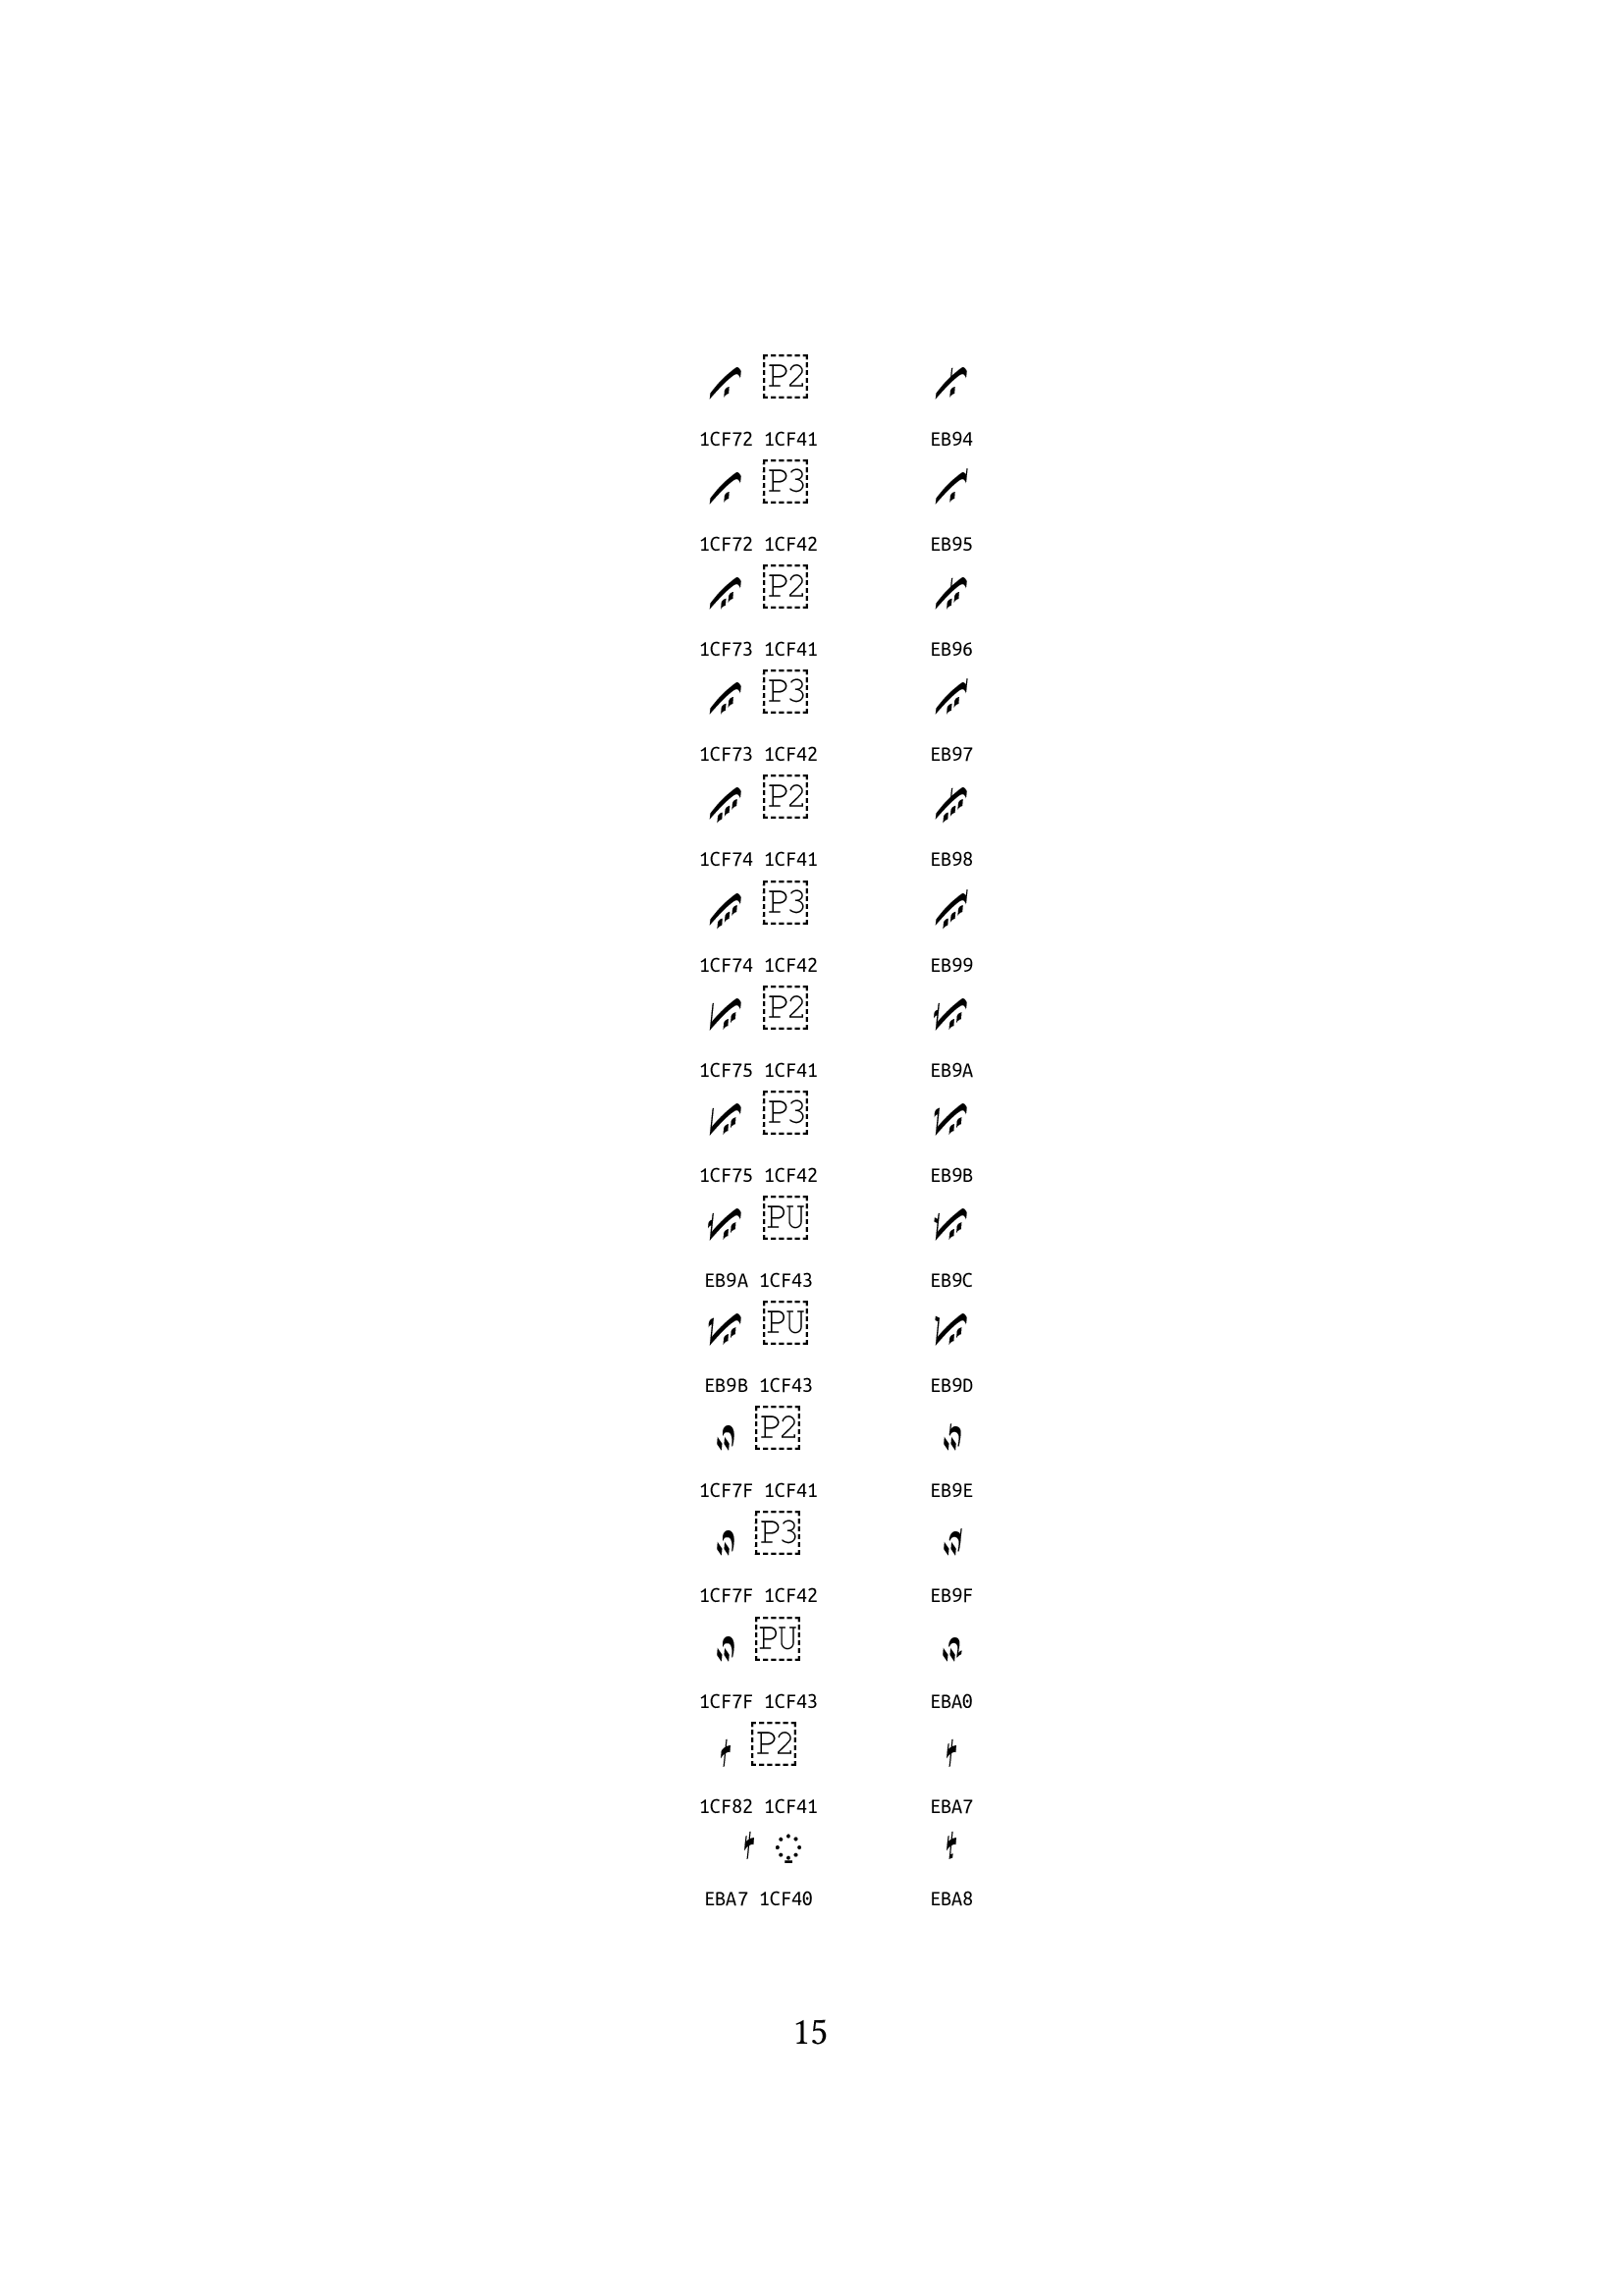 𜽲 P2 
1CF72 1CF41 EB94
𜽲 P3 
1CF72 1CF42 EB95
𜽳 P2 
1CF73 1CF41 EB96
𜽳 P3 
1CF73 1CF42 EB97
𜽴 P2 
1CF74 1CF41 EB98
𜽴 P3 
1CF74 1CF42 EB99
𜽵 P2 
1CF75 1CF41 EB9A
𜽵 P3 
1CF75 1CF42 EB9B
PU
EB9A 1CF43 EB9C
PU
EB9B 1CF43 EB9D
𜽿 P2 
1CF7F 1CF41 EB9E
𜽿 P3 
1CF7F 1CF42 EB9F
𜽿 PU 
1CF7F 1CF43 EBA0
𜾂 P2 
1CF82 1CF41 EBA7
EBA7 1CF40 EBA8
15